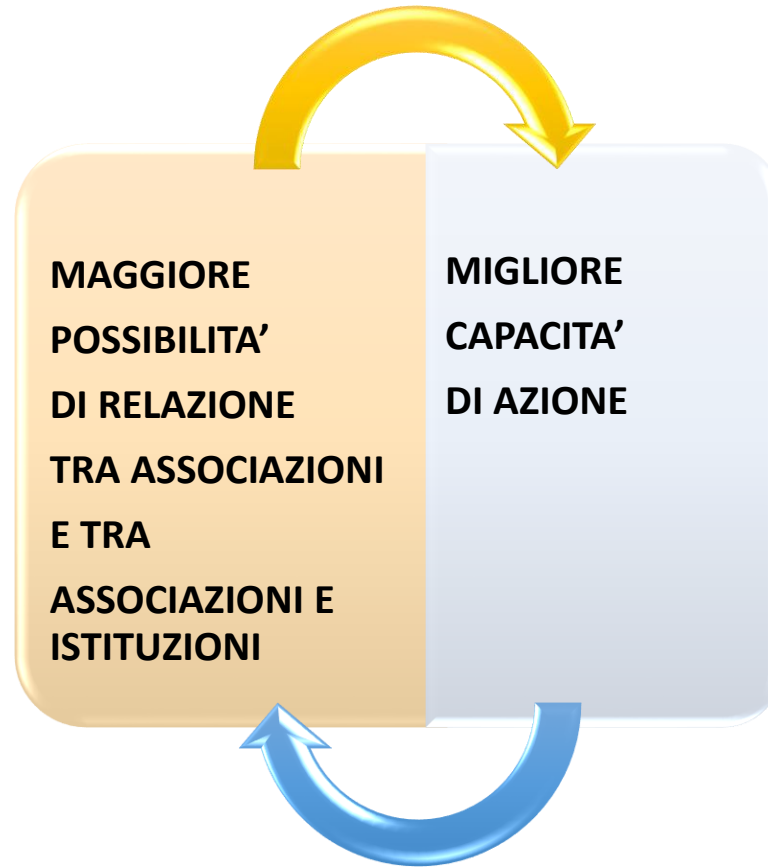 MAGGIORE
POSSIBILITA’
DI RELAZIONE
TRA ASSOCIAZIONI
E TRA
ASSOCIAZIONI E
ISTITUZIONI
MIGLIORE
CAPACITA’
DI AZIONE